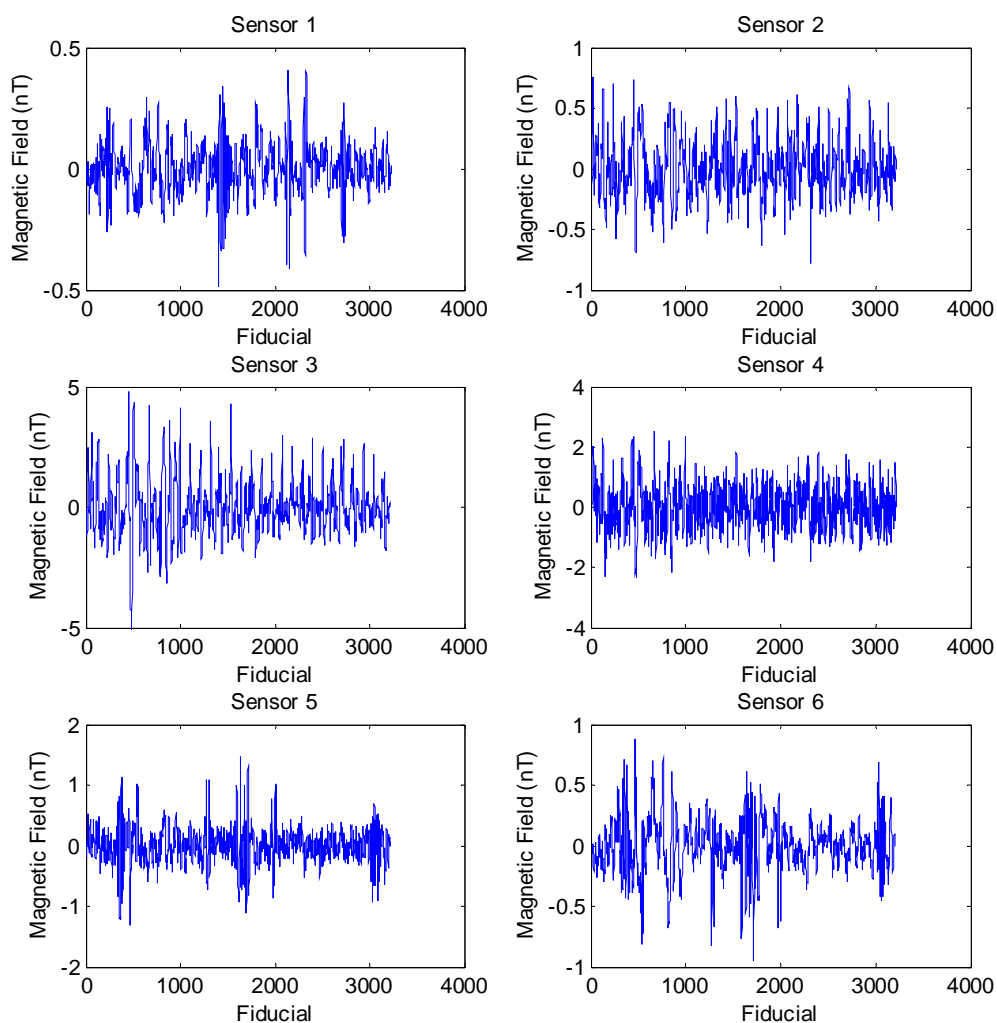 Sensor 1
Magnetic Field (nT)
0.5
0
-0.5
0 1000 2000 3000 4000
Fiducial
Sensor 2
Magnetic Field (nT)
1
0.5
0
-0.5
-1
0 1000 2000 3000 4000
Fiducial
Sensor 3
Magnetic Field (nT)
5
0
-5
0 1000 2000 3000 4000
Fiducial
Sensor 4
Magnetic Field (nT)
4
2
0
-2
-4
0 1000 2000 3000 4000
Fiducial
Sensor 5
Magnetic Field (nT)
2
1
0
-1
-2
0 1000 2000 3000 4000
Fiducial
Sensor 6
Magnetic Field (nT)
1
0.5
0
-0.5
-1
0 1000 2000 3000 4000
Fiducial